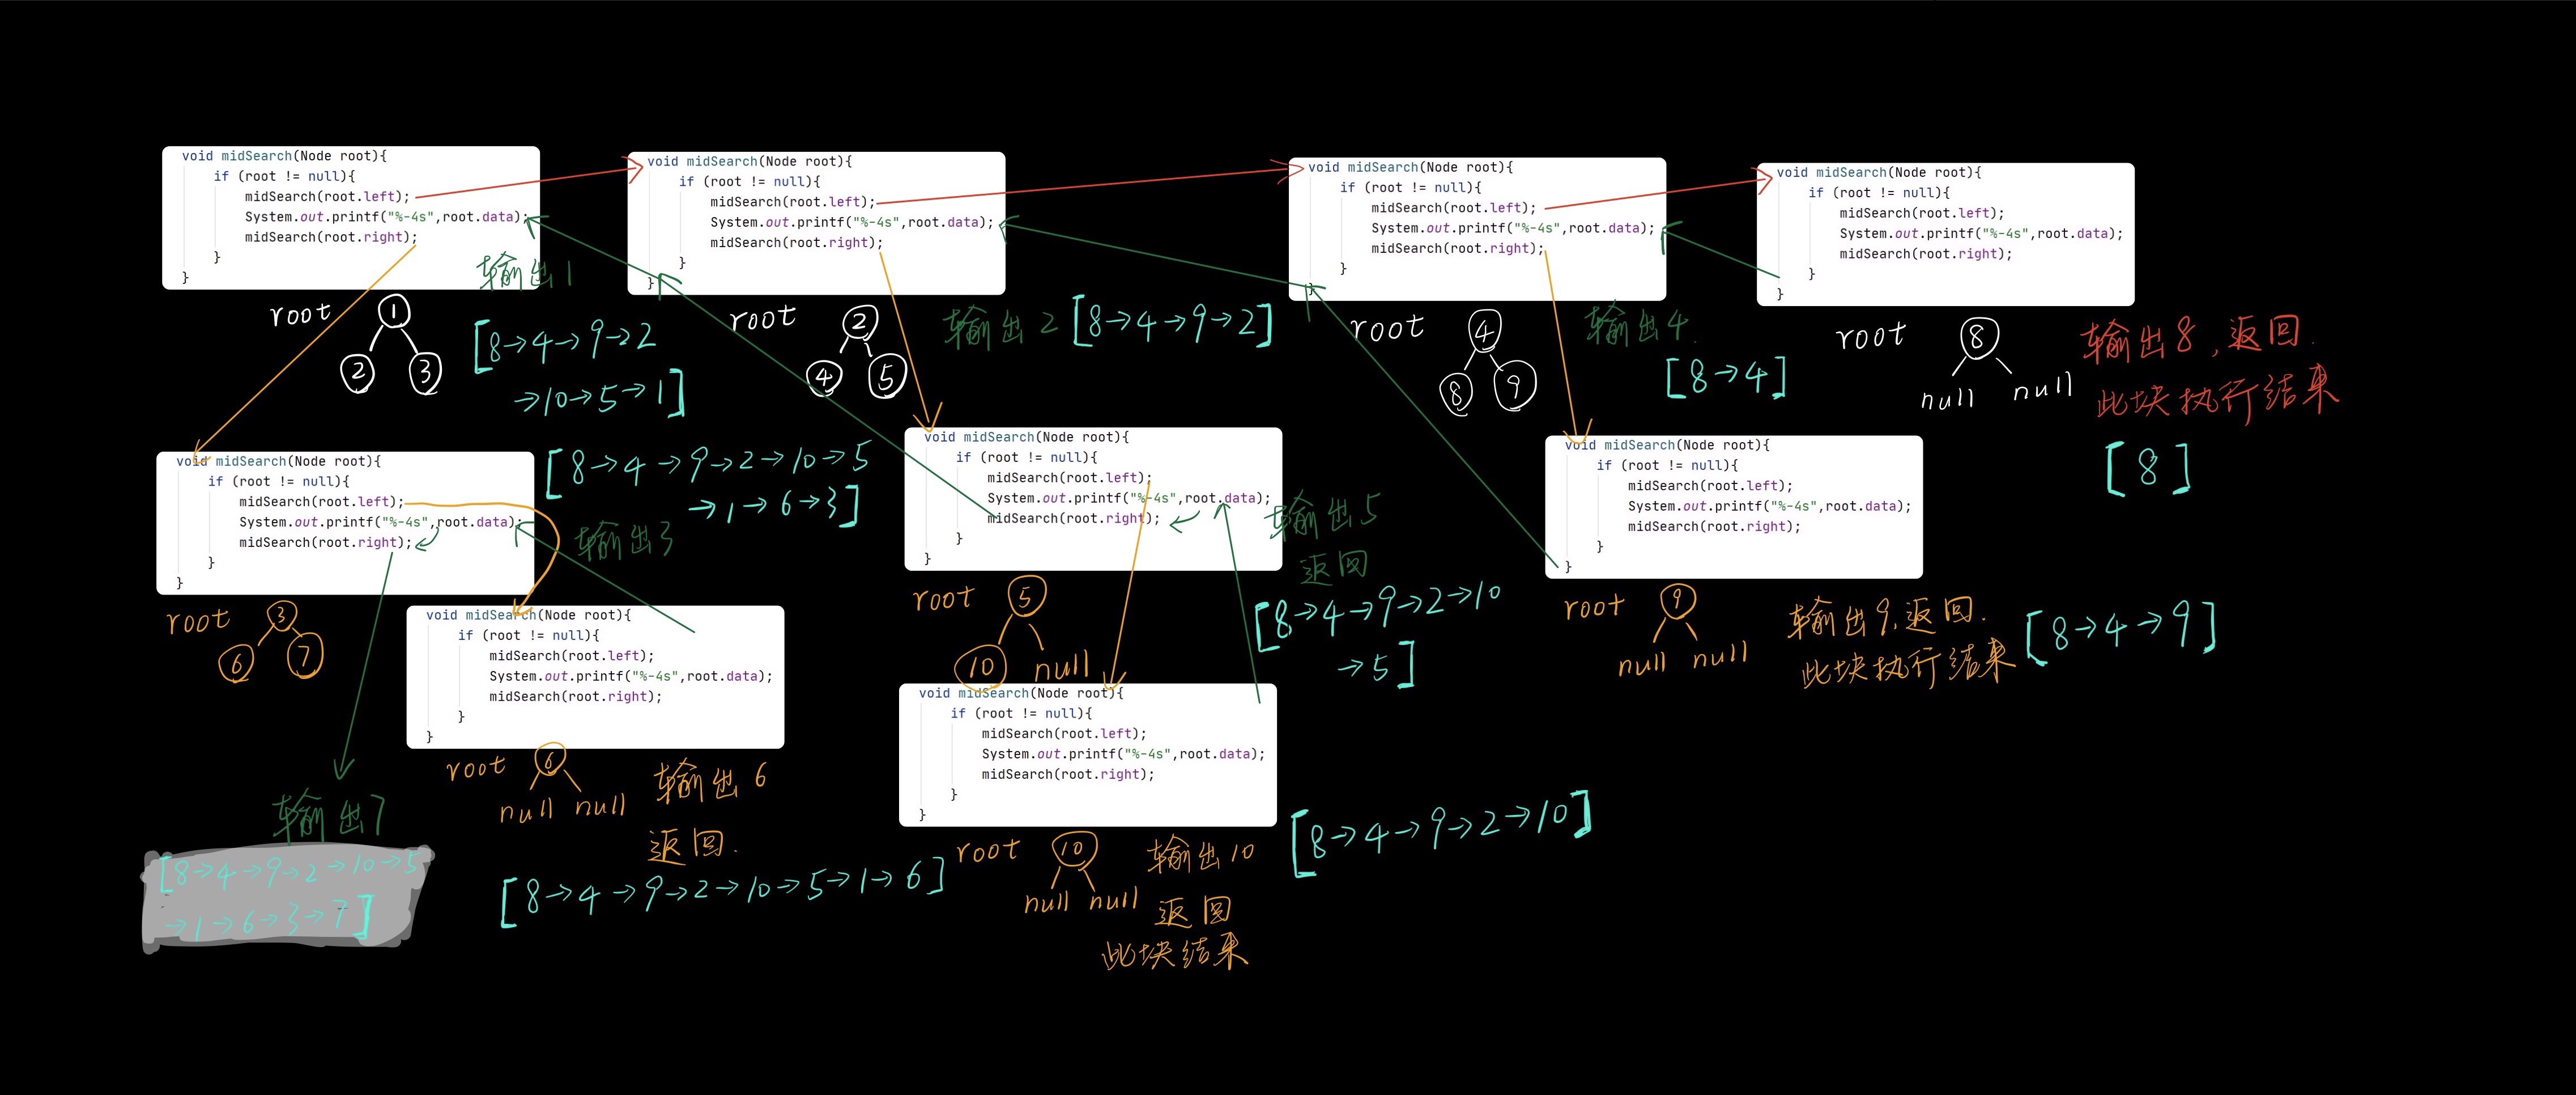 void midSearch(Node root){
if (root != null){
midSearch(root.left);
System.out.printf("%-4s",root.data);
midSearch(root.right);
}
}
输出1
root
1
2
3
[8→4→9→2
→10→5→1]
void midSearch(Node root){
if (root != null){
midSearch(root.left);
System.out.printf("%-4s",root.data);
midSearch(root.right);
}
}
root
2
4
5
输出2 [8→4→9→2]
void midSearch(Node root){
if (root != null){
midSearch(root.left);
System.out.printf("%-4s",root.data);
midSearch(root.right);
}
}
root
4
8
9
输出4.
[8→4]
void midSearch(Node root){
if (root != null){
midSearch(root.left);
System.out.printf("%-4s",root.data);
midSearch(root.right);
}
}
root
8
null null
输出8,返回.
此块执行结果
[8]
void midSearch(Node root){
if (root != null){
midSearch(root.left);
System.out.printf("%-4s",root.data);
midSearch(root.right);
}
}
root
3
6
7
[8→4→9→2→10→5
→1→6→3]
输出3
void midSearch(Node root){
if (root != null){
midSearch(root.left);
System.out.printf("%-4s",root.data);
midSearch(root.right);
}
}
root
5
10
null
输出5
返回
[8→4→9→2→10
→5]
void midSearch(Node root){
if (root != null){
midSearch(root.left);
System.out.printf("%-4s",root.data);
midSearch(root.right);
}
}
root
9
null null
输出9,返回.
此块执行结果
[8→4→9]
void midSearch(Node root){
if (root != null){
midSearch(root.left);
System.out.printf("%-4s",root.data);
midSearch(root.right);
}
}
root
6
null null
输出6
返回.
[8→4→9→2→10→5→1→6]
void midSearch(Node root){
if (root != null){
midSearch(root.left);
System.out.printf("%-4s",root.data);
midSearch(root.right);
}
}
root
10
null null
输出10
返回
此块结果
[8→4→9→2→10]
输出7
[8→4→9→2→10→5
→1→6→3→7]